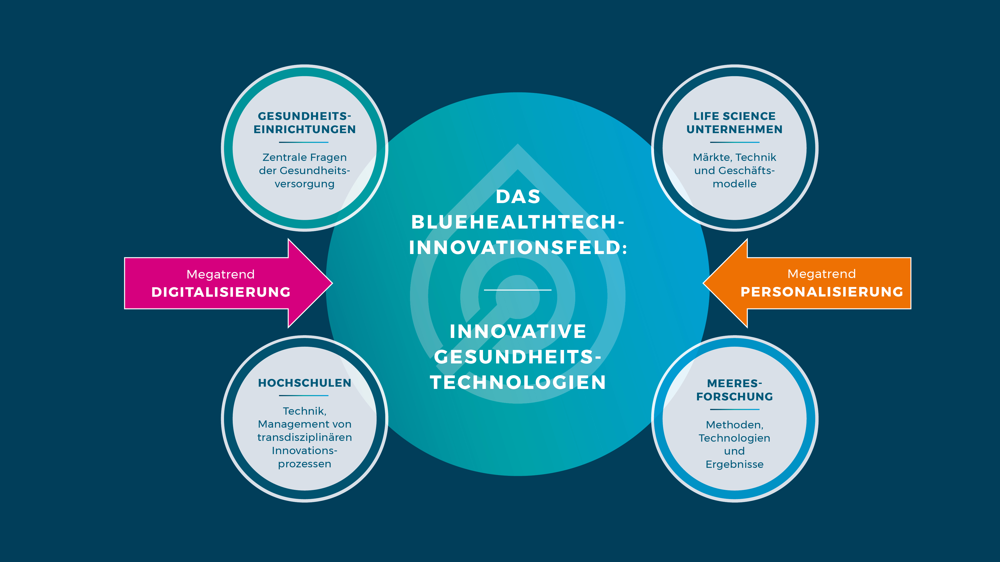 GESUNDHEITS-
EINRICHTUNGEN
Zentrale Fragen
der Gesundheits-
versorgung
LIFE SCIENCE
UNTERNEHMEN
Märkte, Technik
und Geschäfts-
modelle
DAS
BLUEHEALTHTECH-
INNOVATIONSFELD:
INNOVATIVE
GESUNDHEITS-
TECHNOLOGIEN
Megatrend
DIGITALISIERUNG
Megatrend
PERSONALISIERUNG
HOCHSCHULEN
Technik,
Management von
transdisziplinären
Innovations-
prozessen
MEERES-
FORSCHUNG
Methoden,
Technologien
und
Ergebnisse